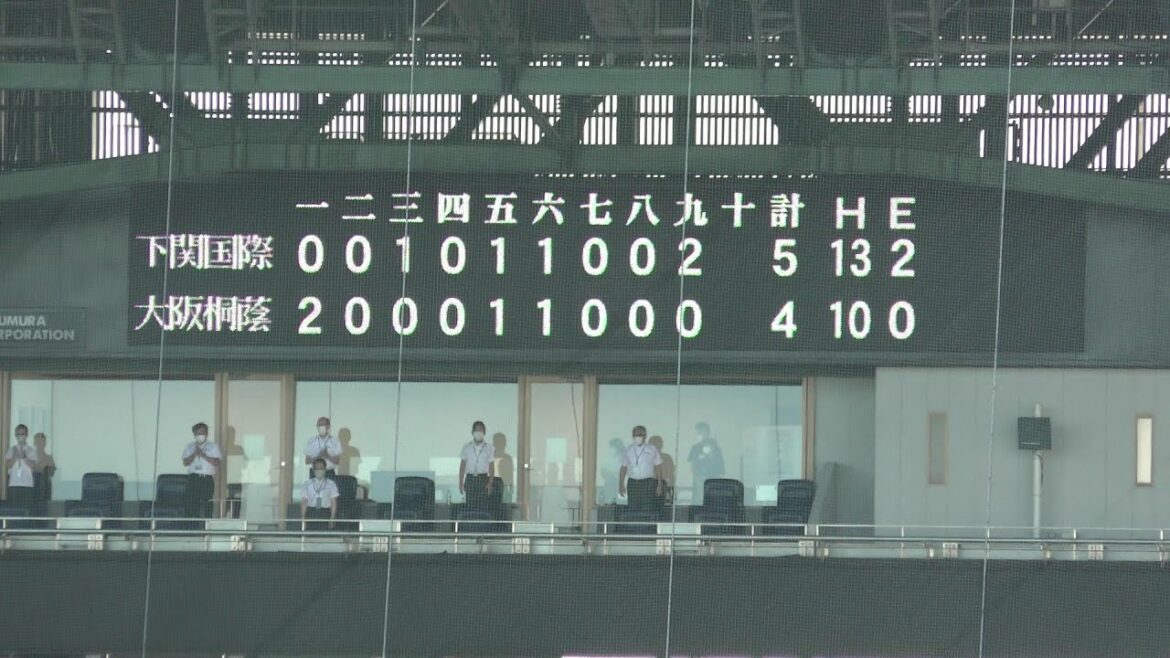 一 二 三 四 五 六 七 八 九 十 計 H E
下関国際 0 0 1 0 1 1 0 0 2 5 13 2
大阪桐蔭 2 0 0 0 1 1 0 0 0 4 10 0
UMURA
RPORATION